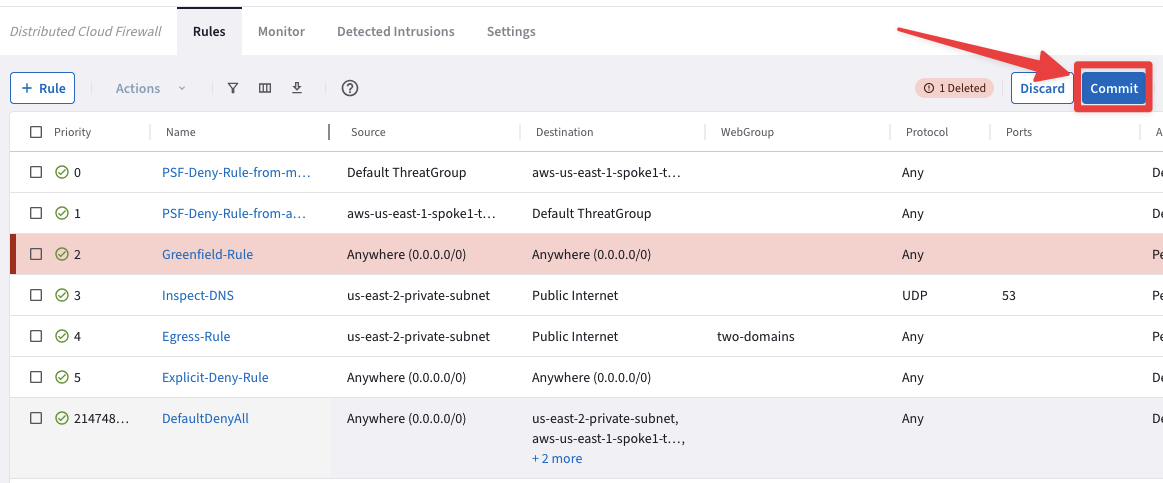 Distributed Cloud Firewall Rules Monitor Detected Intrusions Settings
+ Rule Actions 1 Deleted Discard Commit
Priority Name Source Destination WebGroup Protocol Ports A
0 PSF-Deny-Rule-from-m… Default ThreatGroup aws-us-east-1-spoke1-t… Any De
1 PSF-Deny-Rule-from-a… aws-us-east-1-spoke1-t… Default ThreatGroup Any De
2 Greenfield-Rule Anywhere (0.0.0.0/0) Anywhere (0.0.0.0/0) Any Pe
3 Inspect-DNS us-east-2-private-subnet Public Internet UDP 53 Pe
4 Egress-Rule us-east-2-private-subnet Public Internet two-domains Any Pe
5 Explicit-Deny-Rule Anywhere (0.0.0.0/0) Anywhere (0.0.0.0/0) Any De
214748… DefaultDenyAll Anywhere (0.0.0.0/0) us-east-2-private-subnet, Any De
aws-us-east-1-spoke1-t…,
+ 2 more